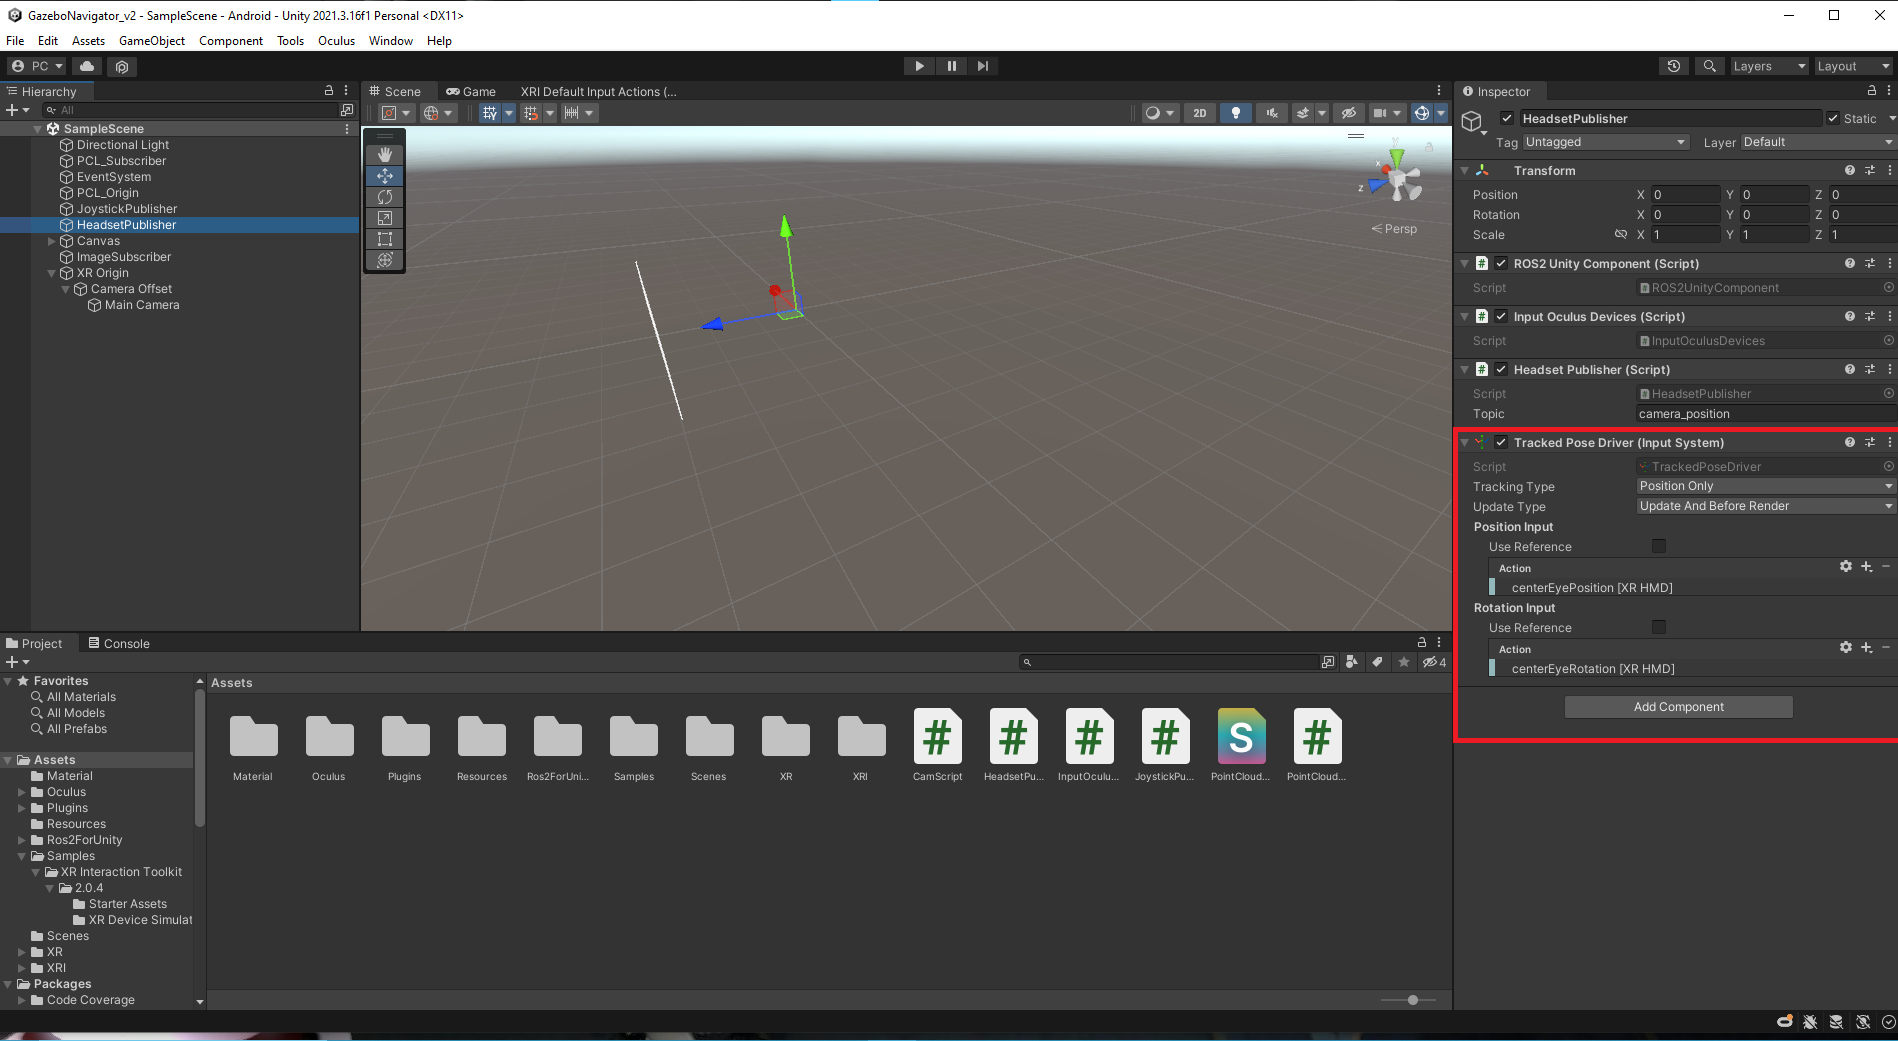 GazeboNavigator_v2 - SampleScene - Android - Unity 2021.3.16f1 Personal <DX11>
File Edit Assets GameObject Component Tools Oculus Window Help
PC
Layers
Layout
Hierarchy
All
SampleScene
Directional Light
PCL_Subscriber
EventSystem
PCL_Origin
JoystickPublisher
HeadsetPublisher
Canvas
ImageSubscriber
XR Origin
Camera Offset
Main Camera
Scene Game XRI Default Input Actions (...
2D
y
x
z
Persp
Inspector
HeadsetPublisher Static
Tag Untagged Layer Default
Transform
Position X 0 Y 0 Z 0
Rotation X 0 Y 0 Z 0
Scale X 1 Y 1 Z 1
ROS2 Unity Component (Script)
Script ROS2UnityComponent
Input Oculus Devices (Script)
Script InputOculusDevices
Headset Publisher (Script)
Script HeadsetPublisher
Topic camera_position
Tracked Pose Driver (Input System)
Script TrackedPoseDriver
Tracking Type Position Only
Update Type Update And Before Render
Position Input
Use Reference
Action
centerEyePosition [XR HMD]
Rotation Input
Use Reference
Action
centerEyeRotation [XR HMD]
Add Component
Project Console
4
Favorites
All Materials
All Models
All Prefabs
Assets
Material
Oculus
Plugins
Resources
Ros2ForUnity
Samples
XR Interaction Toolkit
2.0.4
Starter Assets
XR Device Simulat
Scenes
XR
XRI
Packages
Code Coverage
Assets
Material Oculus Plugins Resources Ros2ForUni... Samples Scenes XR XRI CamScript HeadsetPu... InputOculu... JoystickPu... PointCloud... PointCloud...